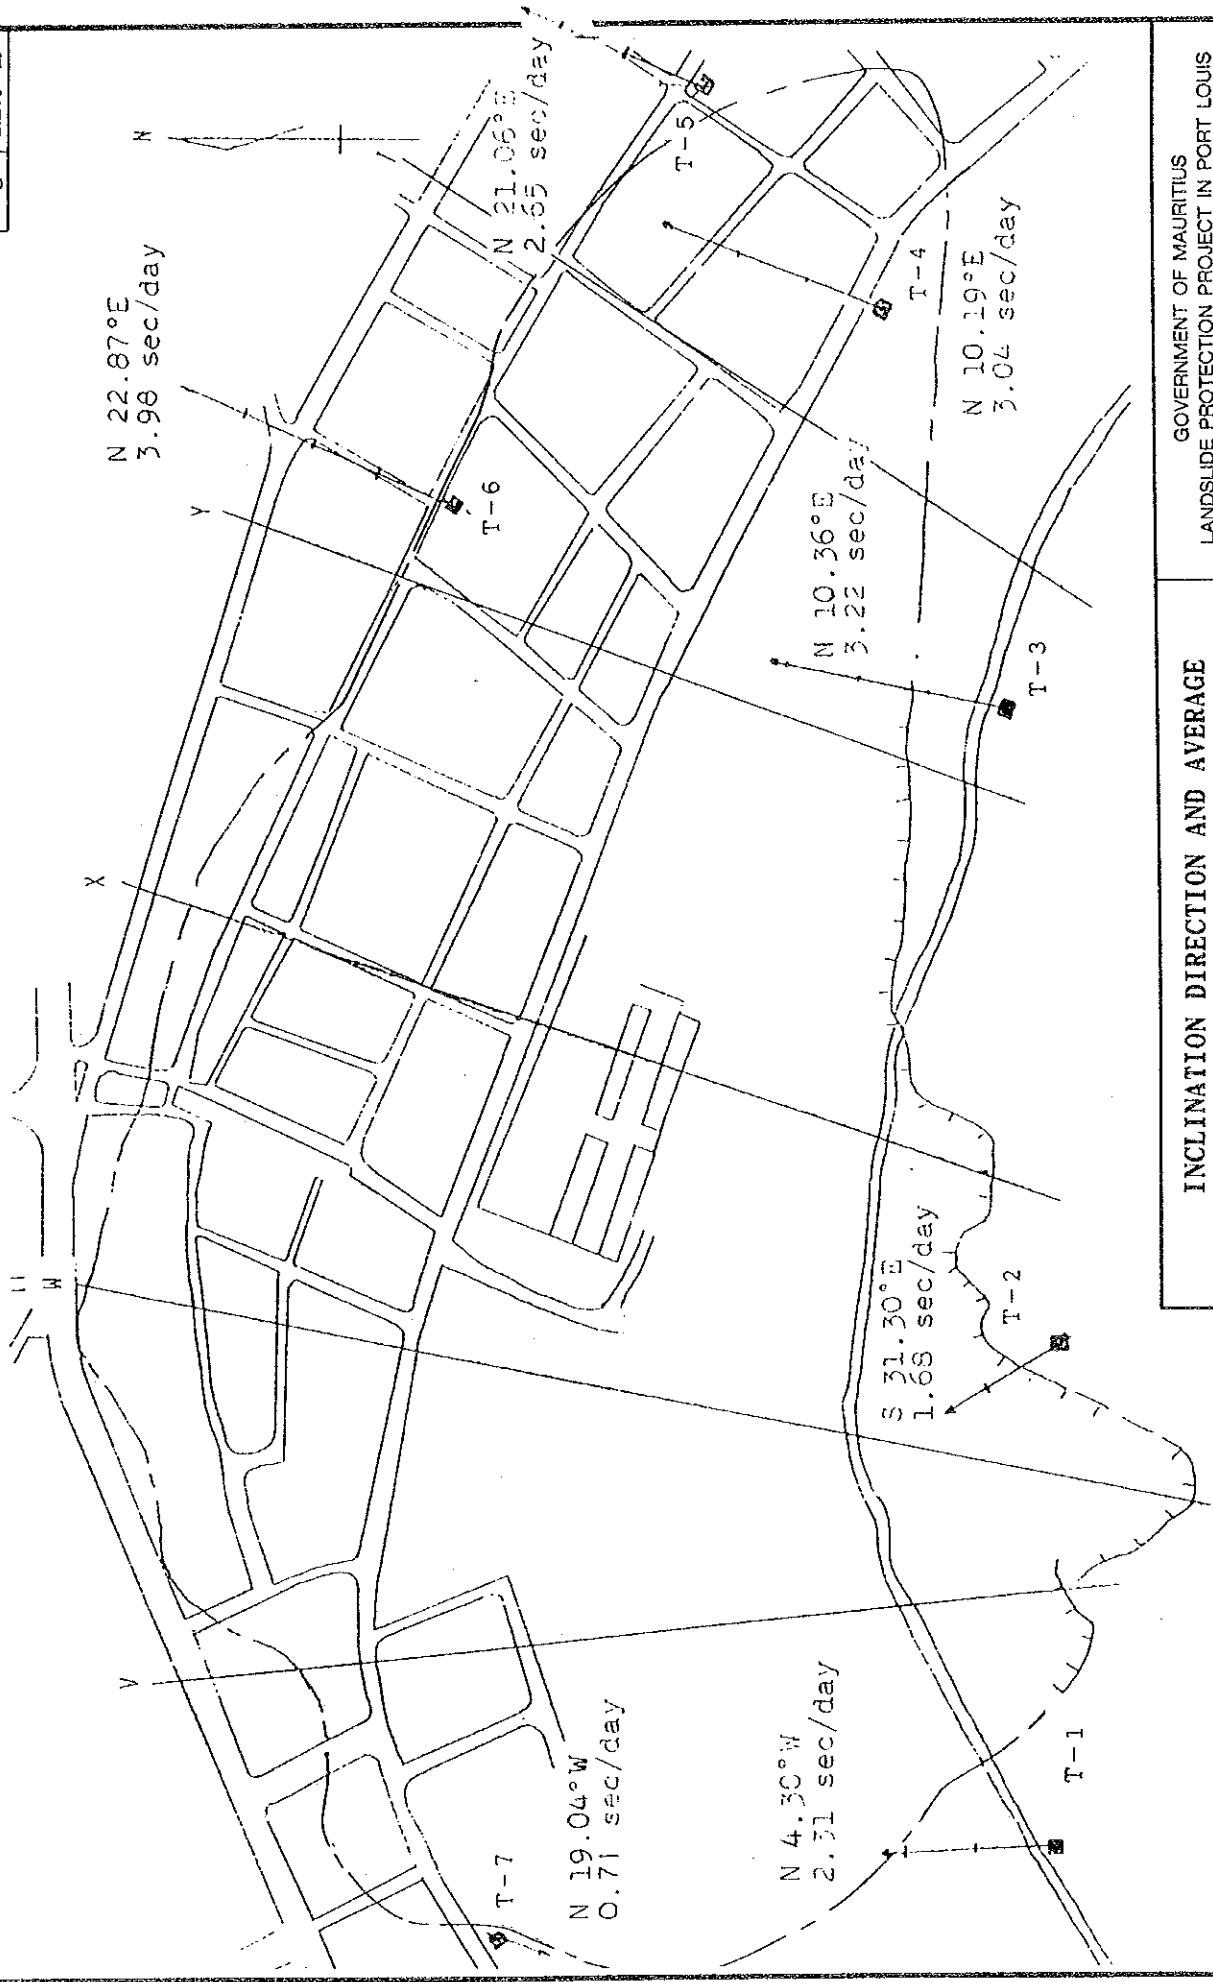 N
N 22.87°E
3.98 sec/day
N 21.06°E
2.65 sec/day
T-5
Y
T-6
X
T-4
N 10.19°E
3.04 sec/day
N 10.36°E
3.22 sec/day
T-3
W
S 31.30°E
1.68 sec/day
T-2
V
N 19.04°W
0.71 sec/day
T-7
N 4.30°W
2.31 sec/day
T-1
INCLINATION DIRECTION AND AVERAGE
GOVERNMENT OF MAURITIUS
LANDSLIDE PROTECTION PROJECT IN PORT LOUIS